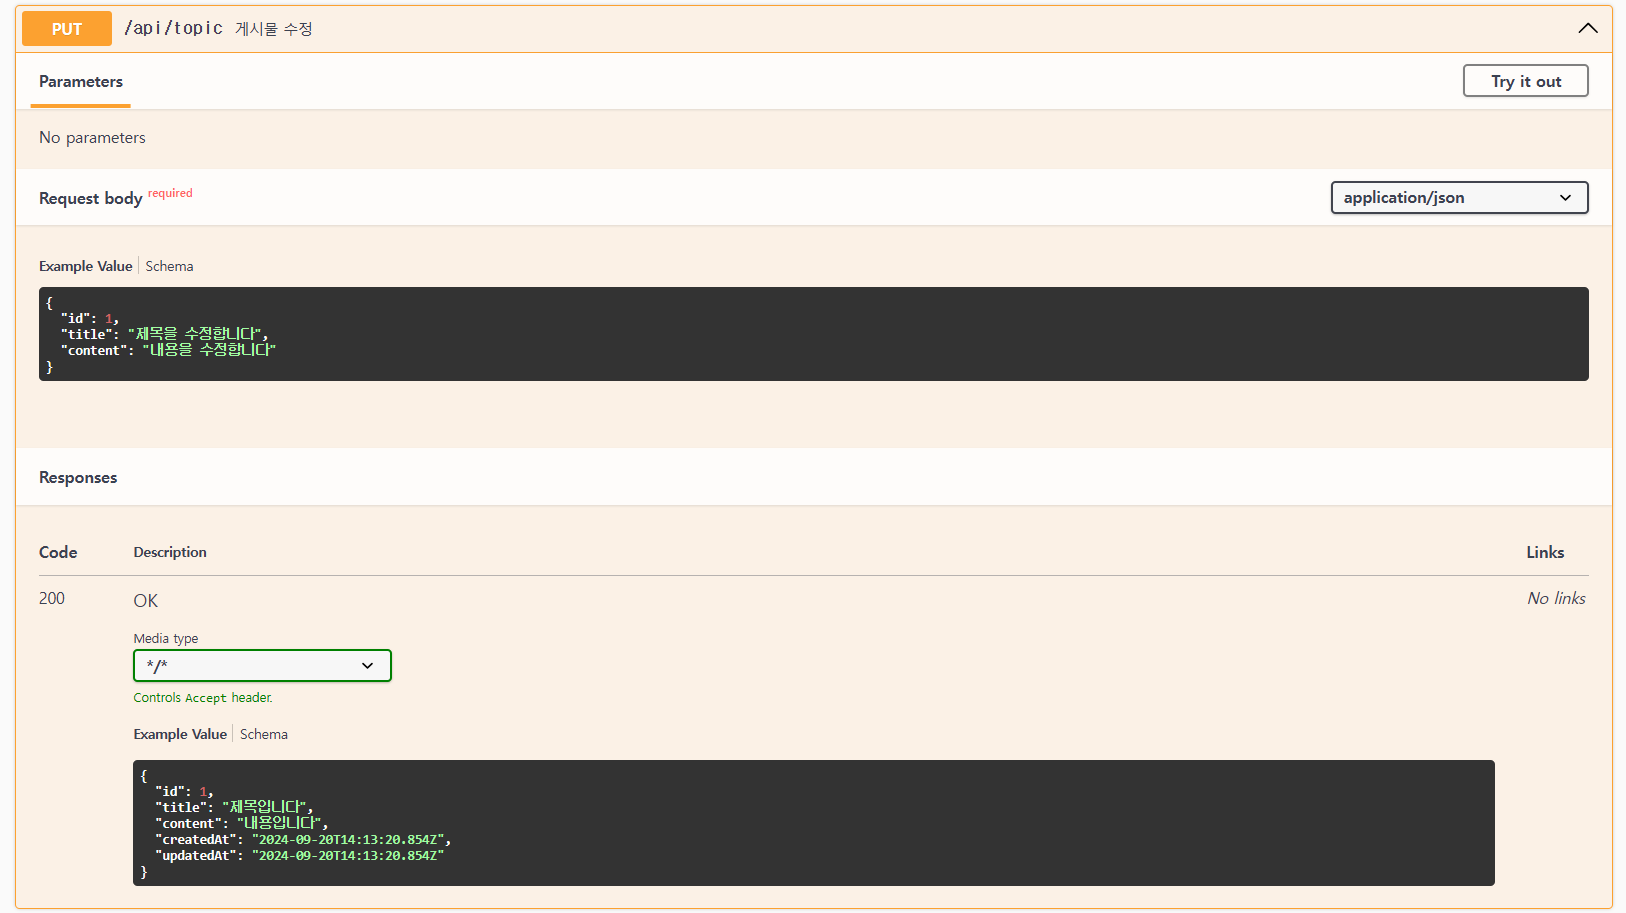 PUT /api/topic 게시물 수정
Parameters
Try it out
No parameters
Request body required
application/json
Example Value Schema
{
"id": 1,
"title": "제목을 수정합니다",
"content": "내용을 수정합니다"
}
Responses
Code Description Links
200 OK No links
Media type
*/*
Controls Accept header.
Example Value Schema
{
"id": 1,
"title": "제목입니다",
"content": "내용입니다",
"createdAt": "2024-09-20T14:13:20.854Z",
"updatedAt": "2024-09-20T14:13:20.854Z"
}